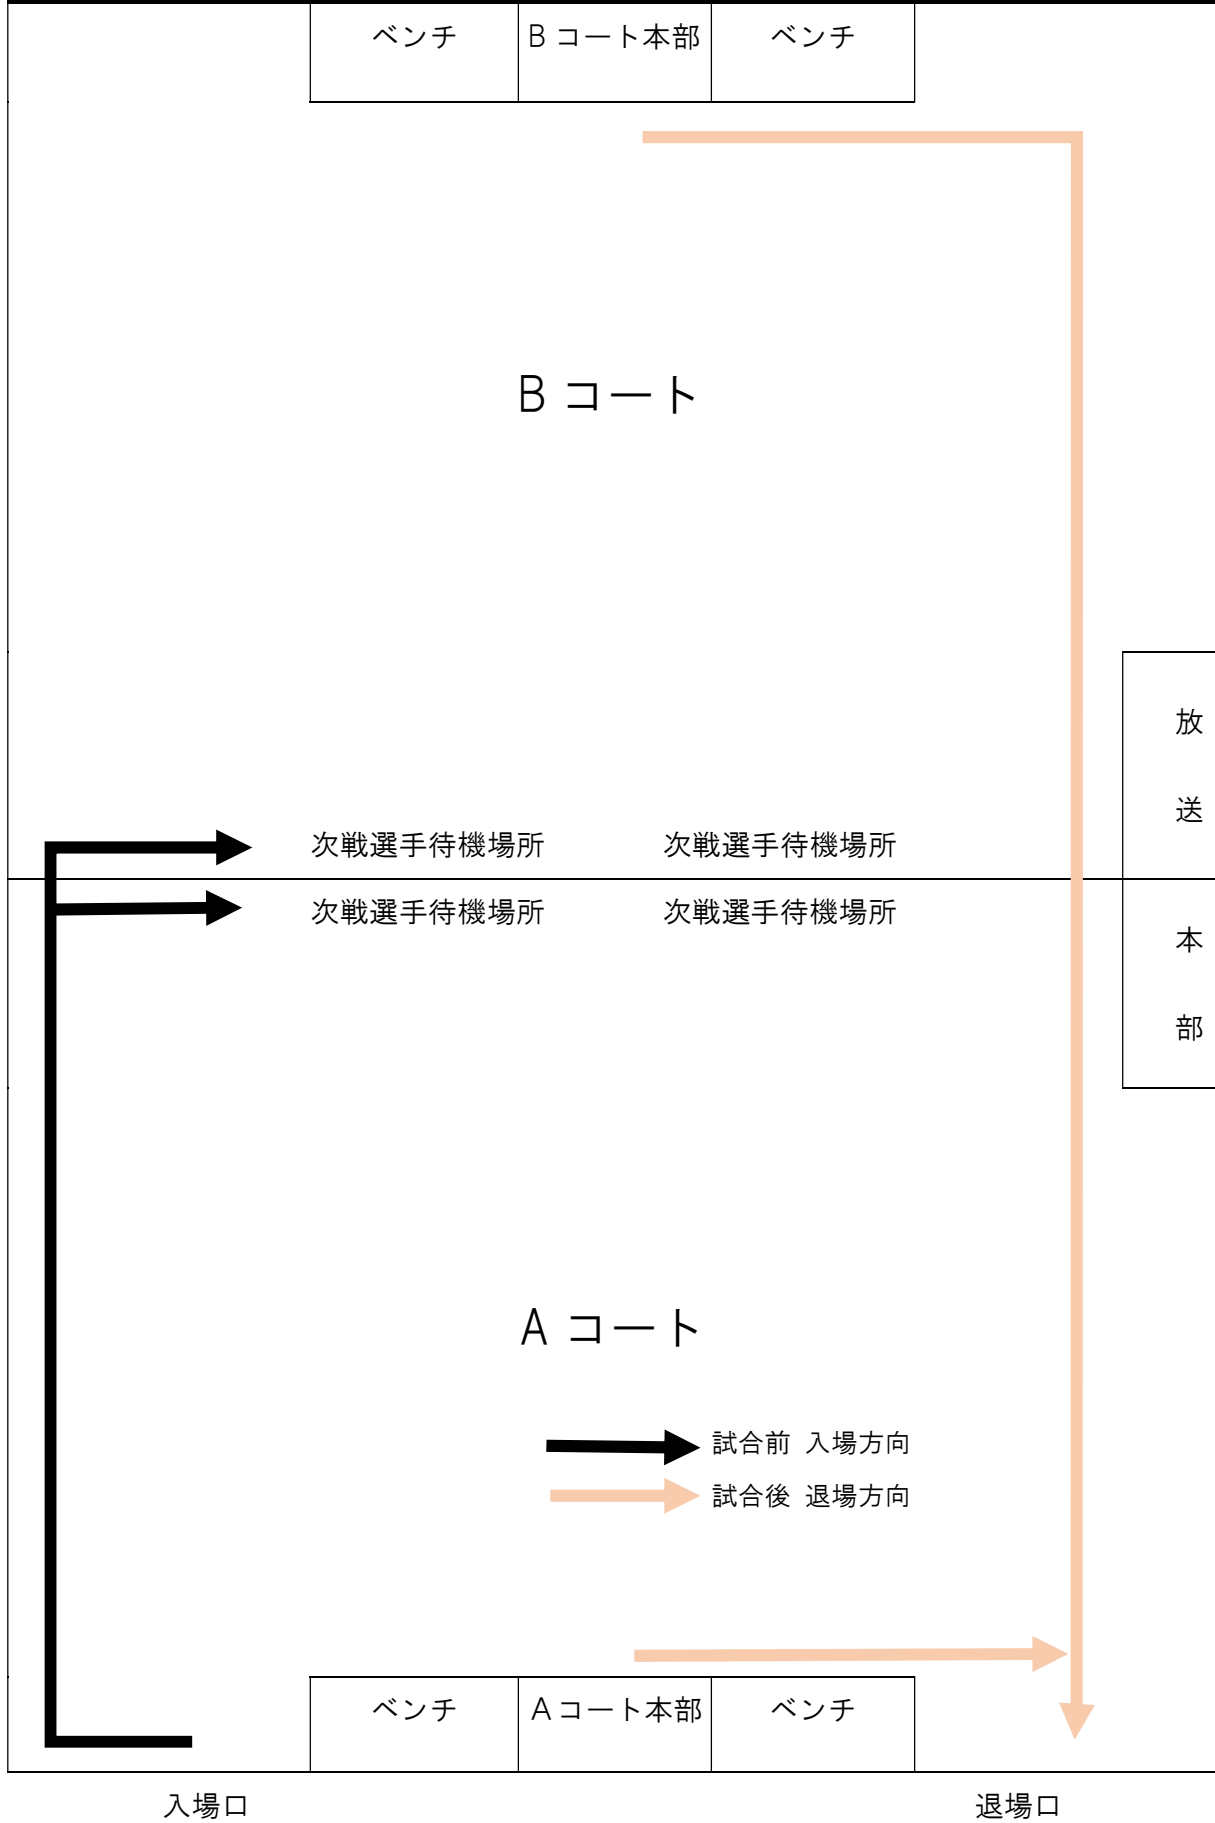 ベンチ
B コート本部
ベンチ
B コート
放
送
次戦選手待機場所
次戦選手待機場所
次戦選手待機場所
次戦選手待機場所
本
部
A コート
試合前 入場方向
試合後 退場方向
ベンチ
A コート本部
ベンチ
入場口
退場口